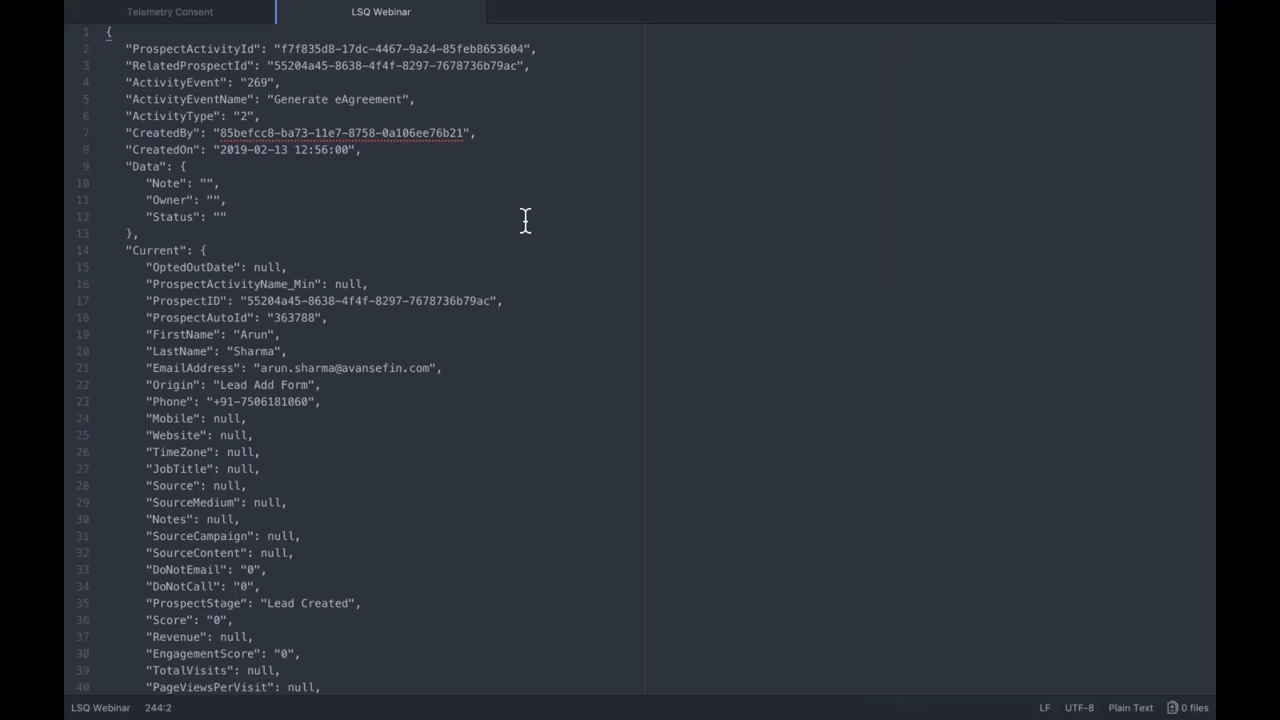 Telemetry Consent
LSQ Webinar
1 {
2 "ProspectActivityId": "f7f835d8-17dc-4467-9a24-85feb8653604",
3 "RelatedProspectId": "55204a45-8638-4f4f-8297-7678736b79ac",
4 "ActivityEvent": "269",
5 "ActivityEventName": "Generate eAgreement",
6 "ActivityType": "2",
7 "CreatedBy": "85befcc8-ba73-11e7-8758-0a106ee76b21",
8 "CreatedOn": "2019-02-13 12:56:00",
9 "Data": {
10 "Note": "",
11 "Owner": "",
12 "Status": ""
13 },
14 "Current": {
15 "OptedOutDate": null,
16 "ProspectActivityName_Min": null,
17 "ProspectID": "55204a45-8638-4f4f-8297-7678736b79ac",
18 "ProspectAutoId": "363788",
19 "FirstName": "Arun",
20 "LastName": "Sharma",
21 "EmailAddress": "arun.sharma@avansefin.com",
22 "Origin": "Lead Add Form",
23 "Phone": "+91-7506181060",
24 "Mobile": null,
25 "Website": null,
26 "TimeZone": null,
27 "JobTitle": null,
28 "Source": null,
29 "SourceMedium": null,
30 "Notes": null,
31 "SourceCampaign": null,
32 "SourceContent": null,
33 "DoNotEmail": "0",
34 "DoNotCall": "0",
35 "ProspectStage": "Lead Created",
36 "Score": "0",
37 "Revenue": null,
38 "EngagementScore": "0",
39 "TotalVisits": null,
40 "PageViewsPerVisit": null,
LSQ Webinar 244:2 LF UTF-8 Plain Text 0 files